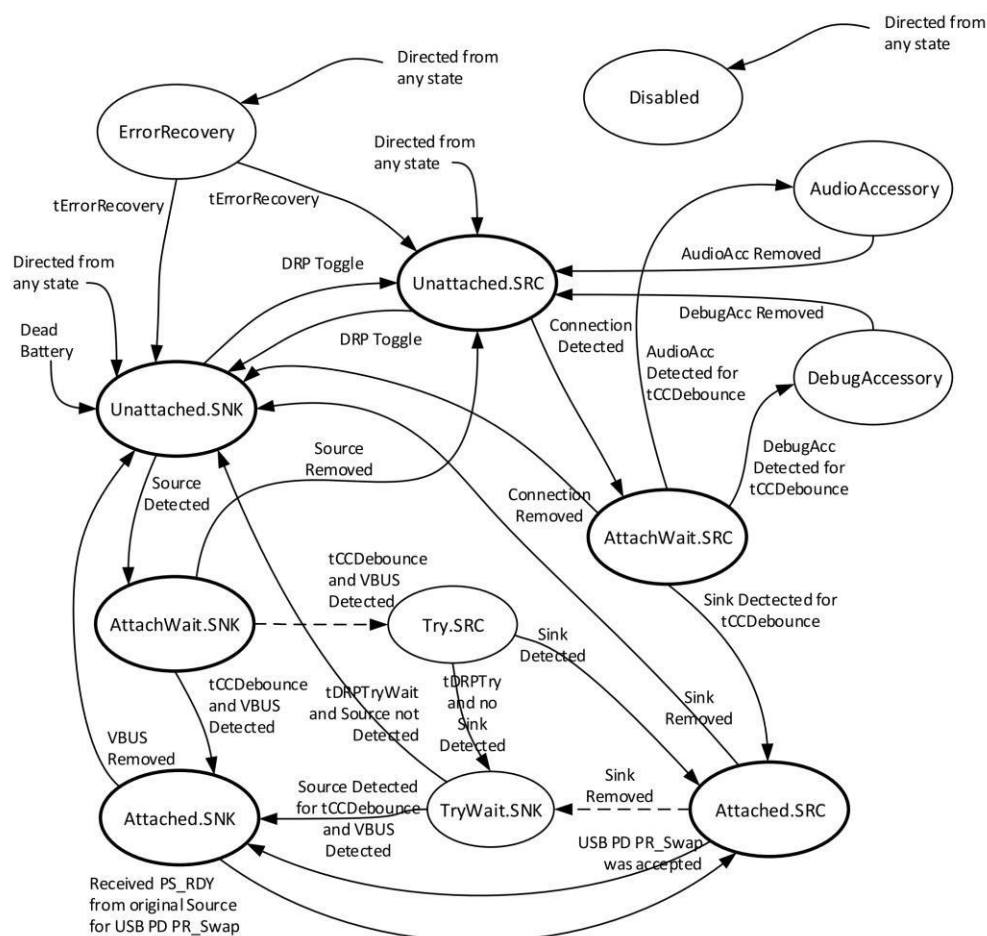 Directed from
any state
Directed from
any state
Disabled
ErrorRecovery
Directed from
any state
AudioAccessory
tErrorRecovery
tErrorRecovery
AudioAcc Removed
Directed from
any state
DRP Toggle
Unattached.SRC
DebugAcc Removed
Dead
Battery
DRP Toggle
Connection
Detected
AudioAcc
Detected for
tCCDebounce
DebugAccessory
Unattached.SNK
Source
Removed
DebugAcc
Detected for
tCCDebounce
Source
Detected
Connection
Removed
AttachWait.SRC
tCCDebounce
and VBUS
Detected
Sink Dectected for
tCCDebounce
AttachWait.SNK
Try.SRC
Sink
Detected
tCCDebounce
and VBUS
Detected
tDRPTryWait
and Source not
Detected
tDRPTry
and no
Sink
Detected
Sink
Removed
VBUS
Removed
Source Detected
for tCCDebounce
and VBUS
Detected
Sink
Removed
Attached.SNK
TryWait.SNK
Attached.SRC
USB PD PR_Swap
was accepted
Received PS_RDY
from original Source
for USB PD PR_Swap